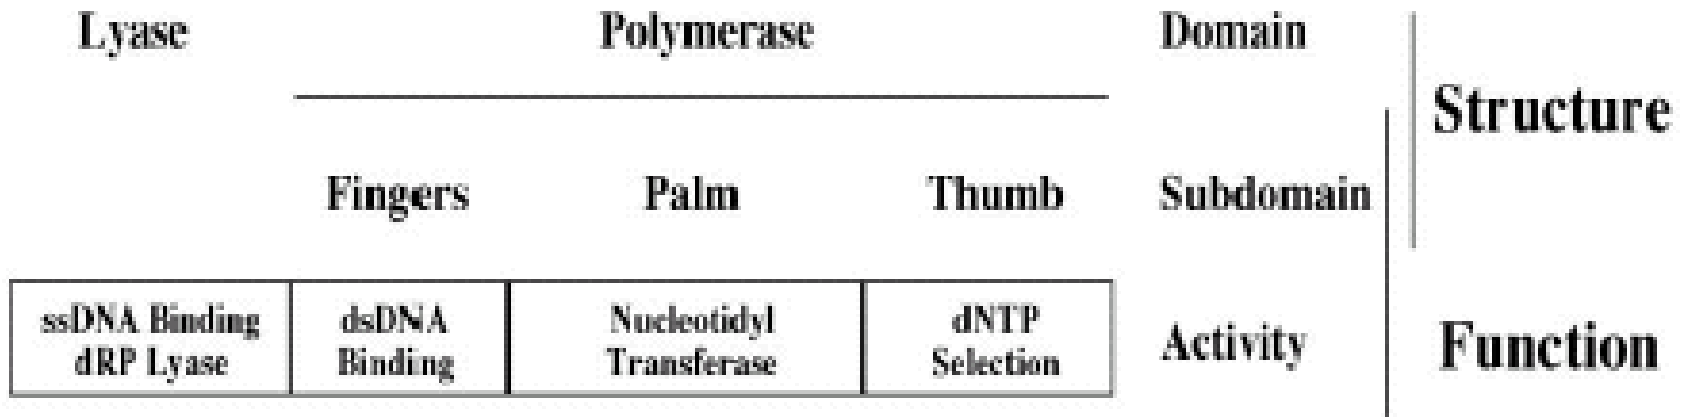 Lyase Polymerase Domain
Structure
Fingers Palm Thumb Subdomain
ssDNA Binding dRP Lyase
dsDNA Binding
Nucleotidyl Transferase
dNTP Selection
Activity
Function